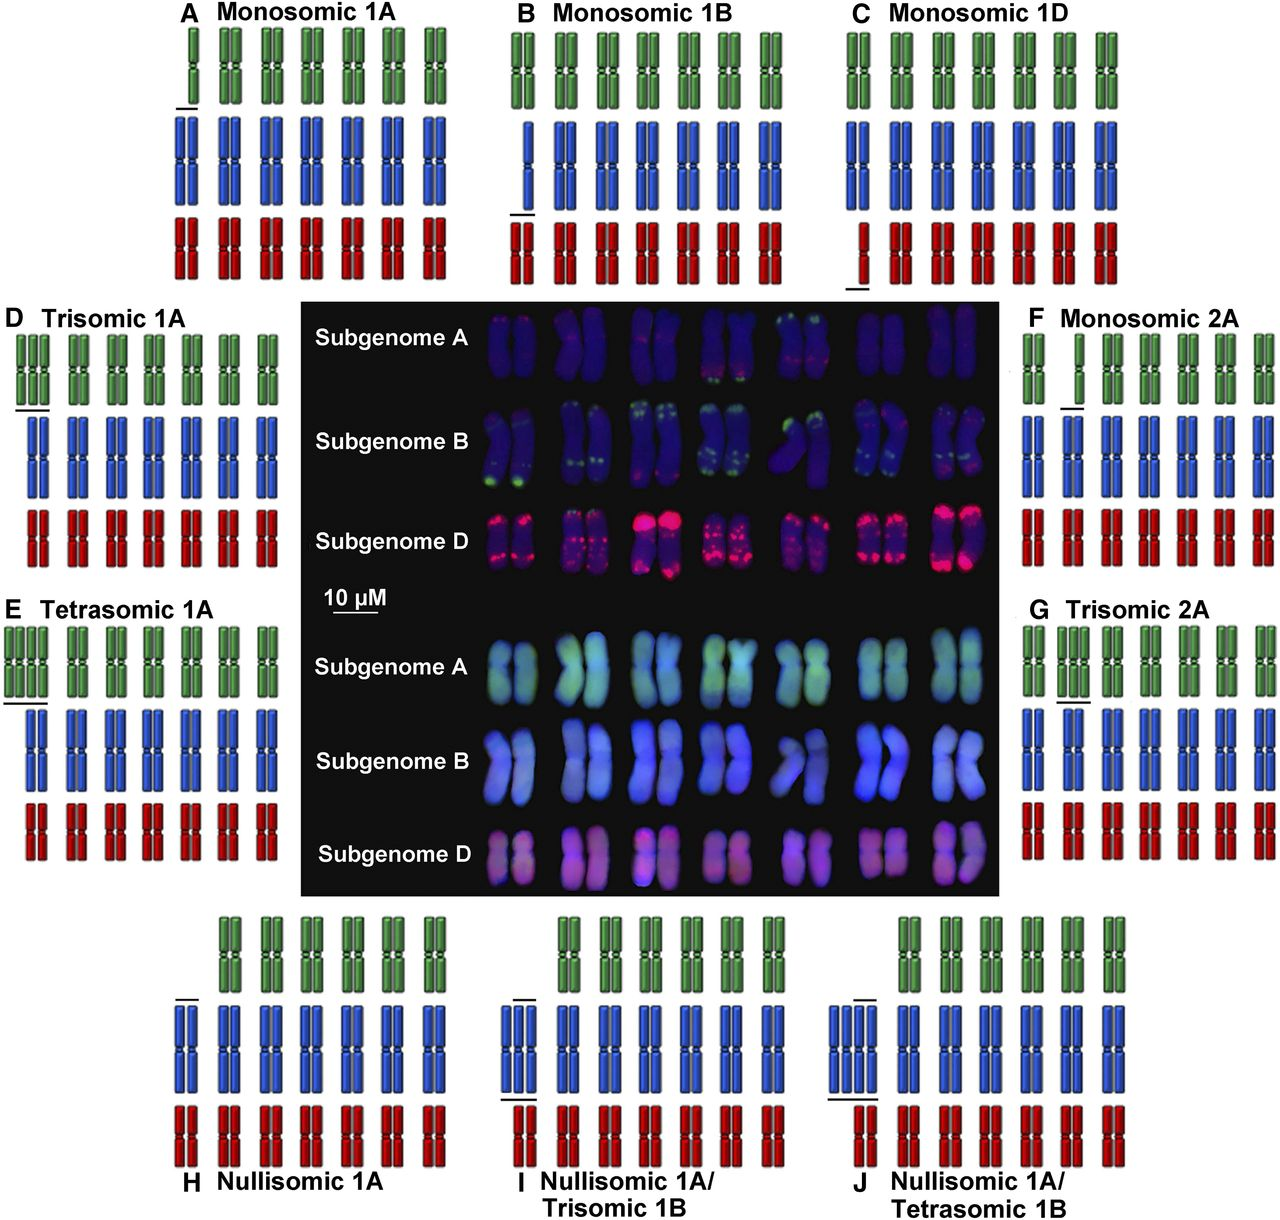 A Monosomic 1A
B Monosomic 1B
C Monosomic 1D
D Trisomic 1A
F Monosomic 2A
Subgenome A
Subgenome B
Subgenome D
10 µM
E Tetrasomic 1A
G Trisomic 2A
Subgenome A
Subgenome B
Subgenome D
H Nullisomic 1A
I Nullisomic 1A/
Trisomic 1B
J Nullisomic 1A/
Tetrasomic 1B